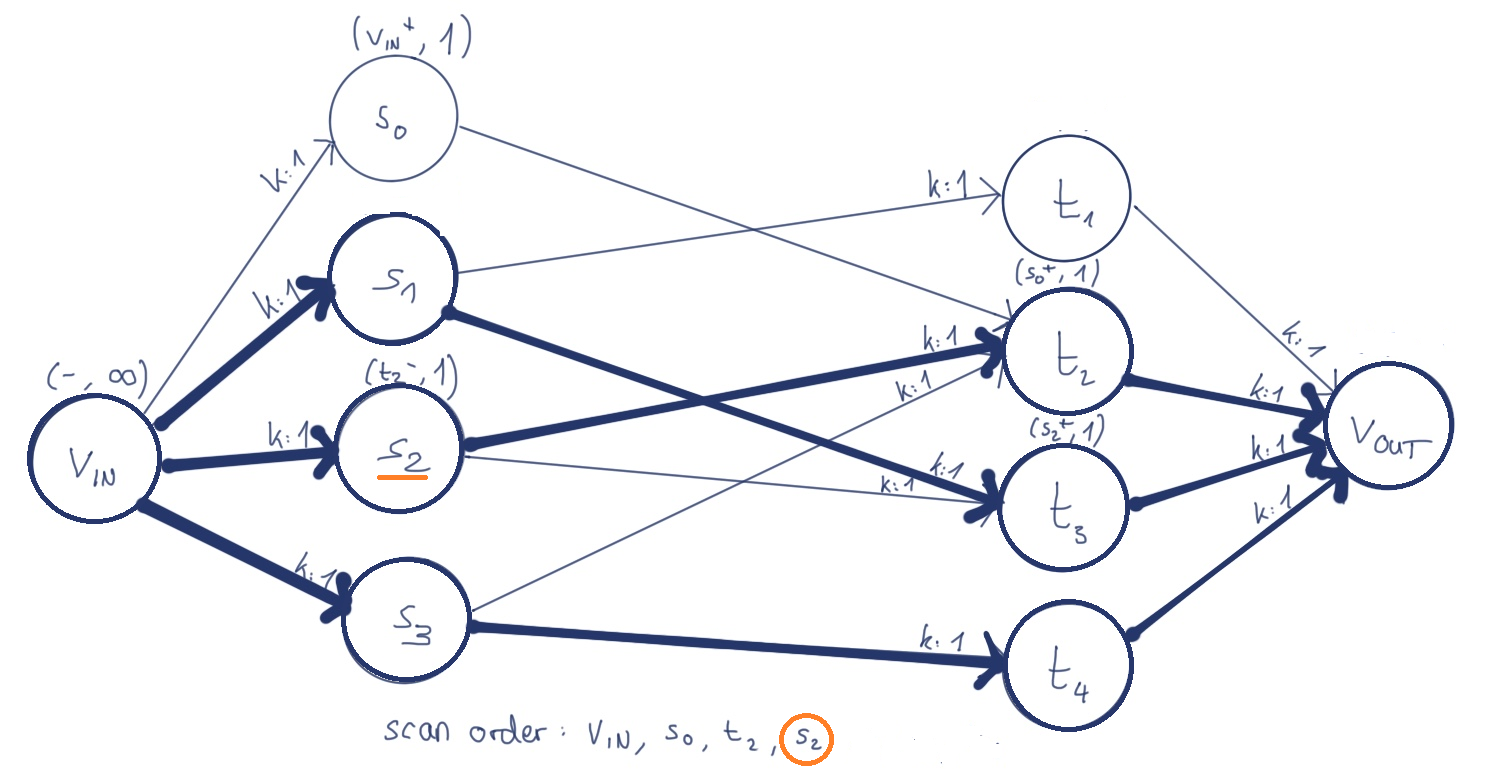 (V_IN^+, 1)
s_0
k:1
k:1
t_1
k:1
s_1
(s_0^+, 1)
k:1
k:1
t_2
k:1
k:1
(-, ∞)
(t_2^-, 1)
k:1
V_IN
k:1
s_2
(s_2^+, 1)
k:1
V_OUT
k:1
k:1
t_3
k:1
k:1
s_3
k:1
t_4
scan order: V_IN, s_0, t_2, s_2